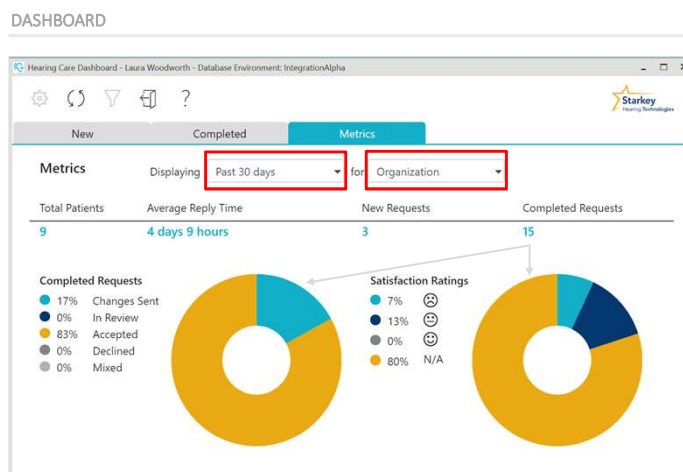 DASHBOARD
Hearing Care Dashboard - Laura Woodworth - Database Environment: IntegrationAlpha
?
Starkey
Hearing Technologies
New Completed Metrics
Metrics Displaying Past 30 days for Organization
Total Patients Average Reply Time New Requests Completed Requests
9 4 days 9 hours 3 15
Completed Requests
17% Changes Sent
0% In Review
83% Accepted
0% Declined
0% Mixed
Satisfaction Ratings
7%
13%
0%
80% N/A